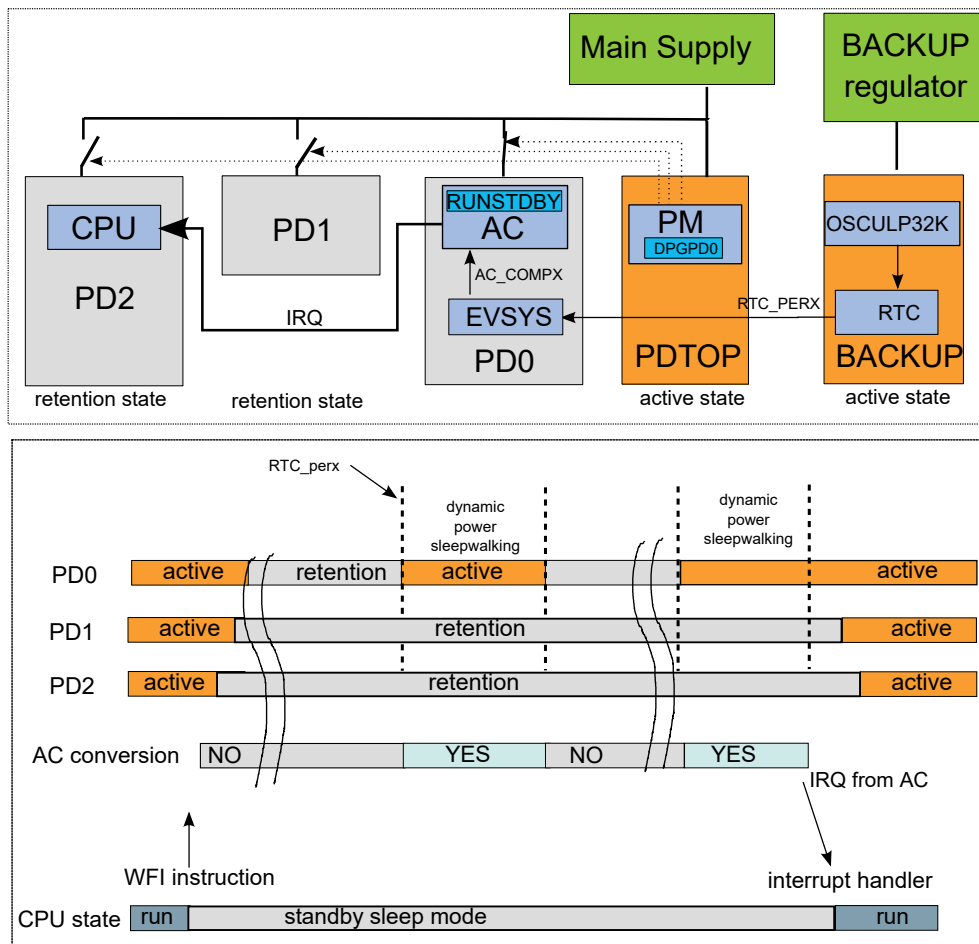 Main Supply
BACKUP
regulator
RUNSTDBY
AC
CPU
PD1
PM
DPGPD0
OSCULP32K
AC_COMPX
PD2
IRQ
EVSYS
RTC_PERX
RTC
PD0
PDTOP
BACKUP
retention state
retention state
active state
active state
RTC_perx
dynamic
power
sleepwalking
dynamic
power
sleepwalking
PD0 active retention active active
PD1 active retention active
PD2 active retention active
AC conversion NO YES NO YES
IRQ from AC
WFI instruction
interrupt handler
CPU state run standby sleep mode run